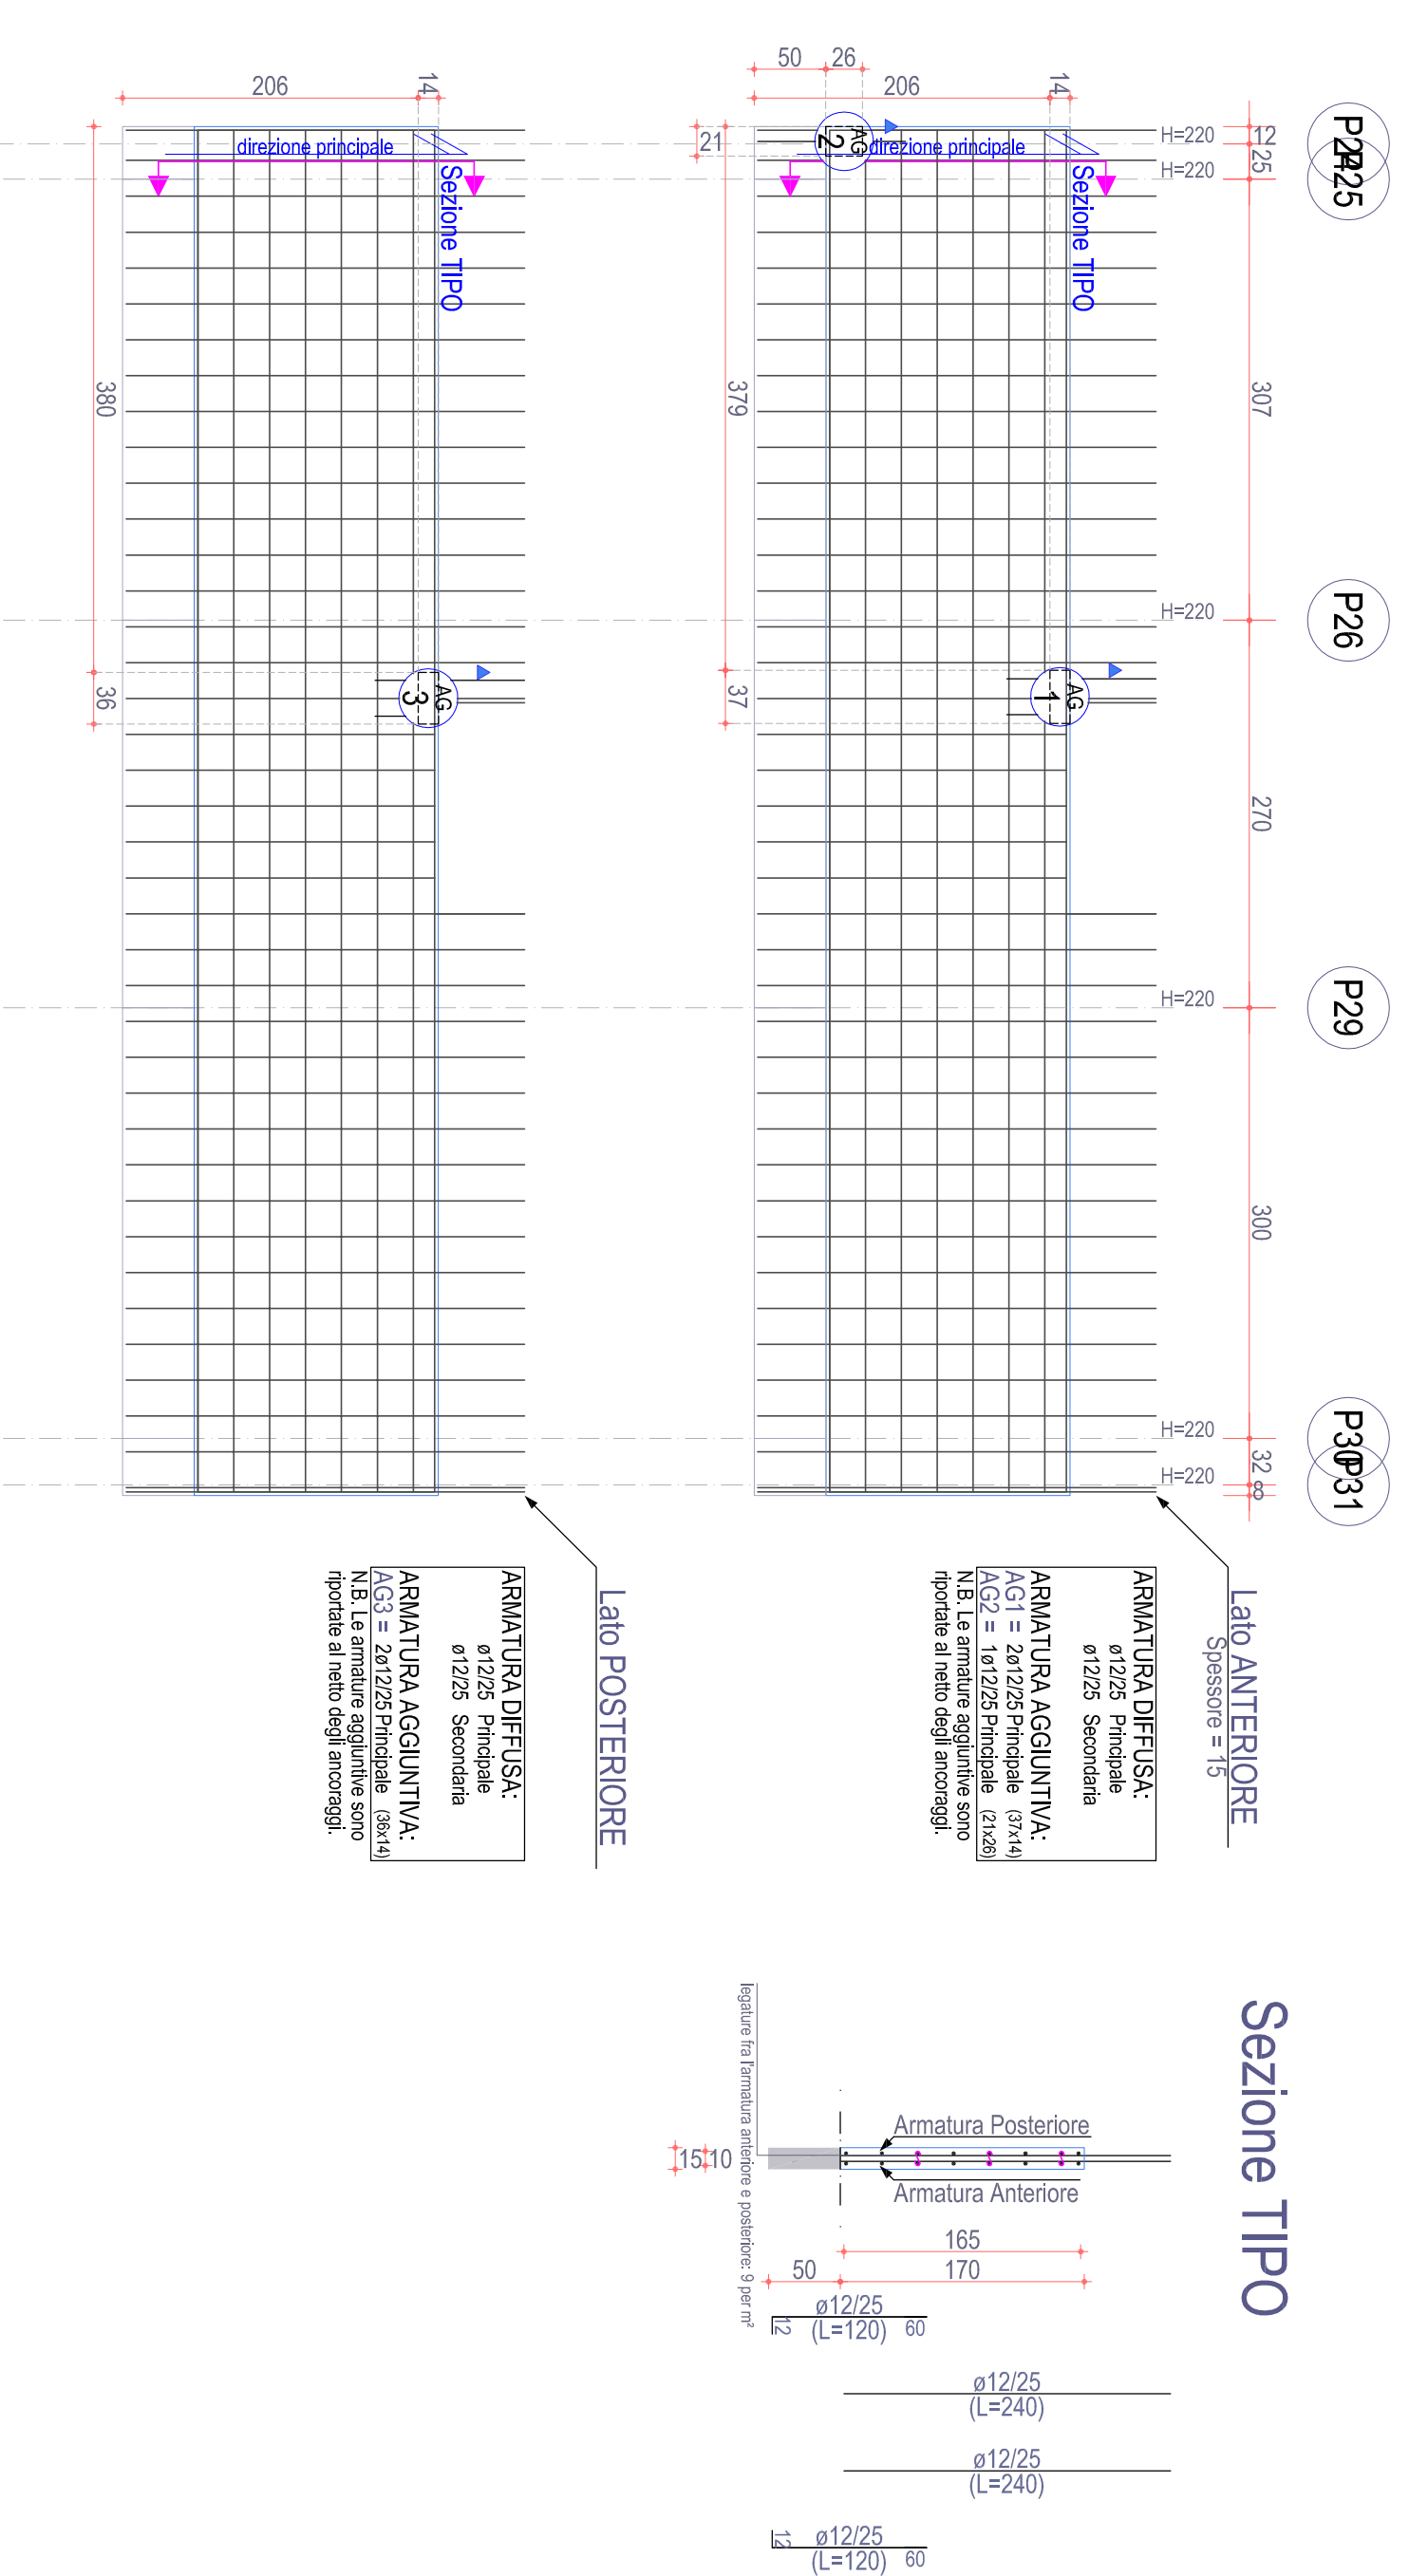 P24
P25
P26
P29
P30
P31
12
25
307
270
300
32
8
H=220
H=220
H=220
H=220
H=220
H=220
50
26
206
14
21
379
37
direzione principale
Sezione TIPO
AG
2
AG
1
Lato ANTERIORE
Spessore = 15
ARMATURA DIFFUSA:
ø12/25 Principale
ø12/25 Secondaria
ARMATURA AGGIUNTIVA:
AG1 = 2ø12/25 Principale (37x14)
AG2 = 1ø12/25 Principale (21x26)
N.B. Le armature aggiuntive sono
riportate al netto degli ancoraggi.
206
14
380
36
direzione principale
Sezione TIPO
AG
3
Lato POSTERIORE
ARMATURA DIFFUSA:
ø12/25 Principale
ø12/25 Secondaria
ARMATURA AGGIUNTIVA:
AG3 = 2ø12/25 Principale (36x14)
N.B. Le armature aggiuntive sono
riportate al netto degli ancoraggi.
Sezione TIPO
Armatura Posteriore
Armatura Anteriore
15
10
legature fra l'armatura anteriore e posteriore: 9 per m²
165
50
170
ø12/25
(L=120)
12
60
ø12/25
(L=240)
ø12/25
(L=240)
ø12/25
(L=120)
12
60